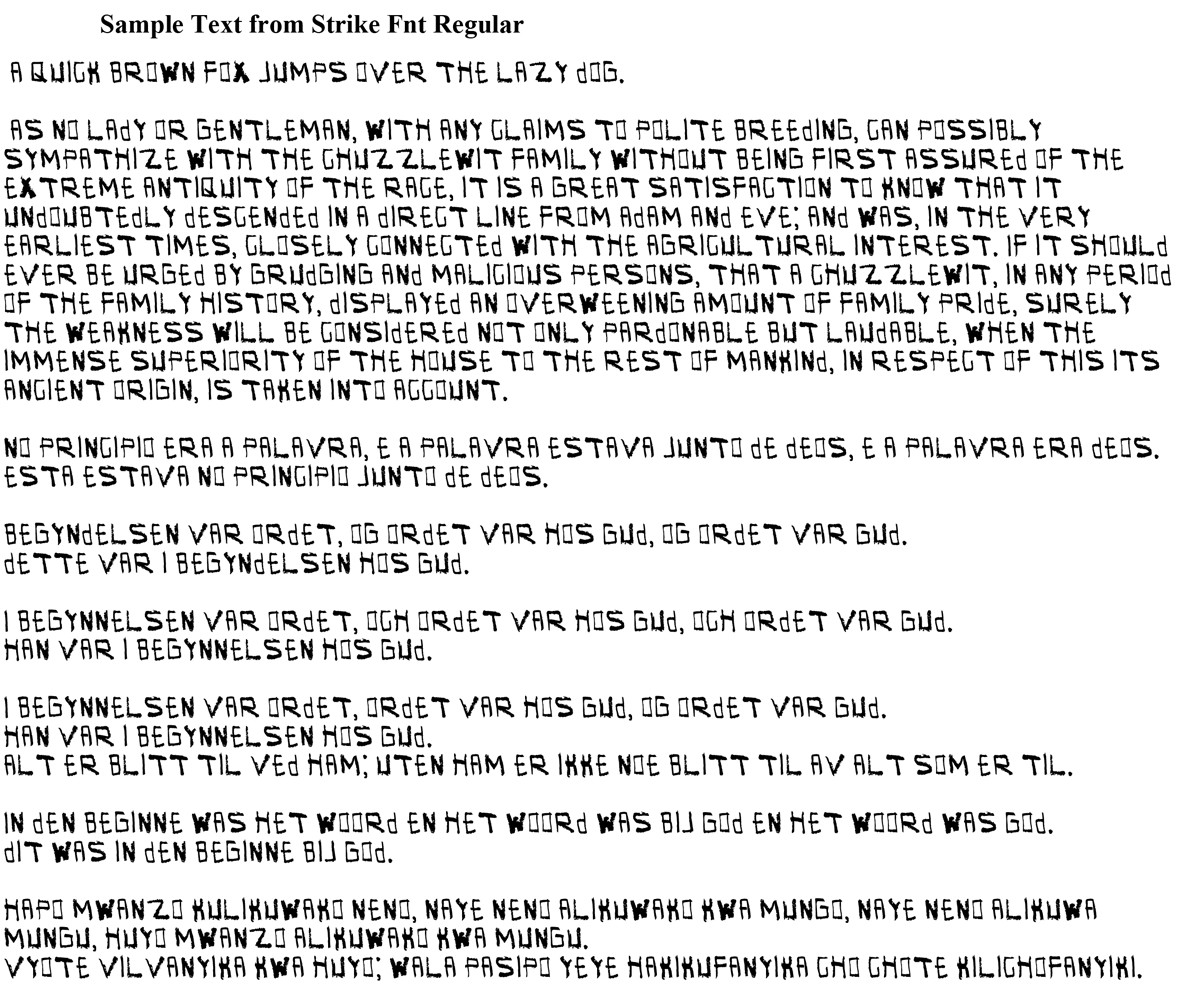 Sample Text from Strike Fnt Regular
A QUICK BROWN FOX JUMPS OVER THE LAZY dOG.
AS NO LAdY OR GENTLEMAN, WITH ANY CLAIMS TO POLITE BREEdING, CAN POSSIBLY
SYMPATHIZE WITH THE CHUZZLEWIT FAMILY WITHOUT BEING FIRST ASSUREd OF THE
EXTREME ANTIQUITY OF THE RACE, IT IS A GREAT SATISFACTION TO KNOW THAT IT
UNdOUBTEdLY dESCENdEd IN A dIRECT LINE FROM AdAM ANd EVE; ANd WAS, IN THE VERY
EARLIEST TIMES, CLOSELY CONNECTEd WITH THE AGRICULTURAL INTEREST. IF IT SHOULd
EVER BE URGEd BY GRUdGING ANd MALICIOUS PERSONS, THAT A CHUZZLEWIT, IN ANY PERIOd
OF THE FAMILY HISTORY, dISPLAYEd AN OVERWEENING AMOUNT OF FAMILY PRIdE, SURELY
THE WEAKNESS WILL BE CONSIdEREd NOT ONLY PARdONABLE BUT LAUdABLE, WHEN THE
IMMENSE SUPERIORITY OF THE HOUSE TO THE REST OF MANKINd, IN RESPECT OF THIS ITS
ANCIENT ORIGIN, IS TAKEN INTO ACCOUNT.
NO PRINCIPIO ERA A PALAVRA, E A PALAVRA ESTAVA JUNTO dE dEOS, E A PALAVRA ERA dEOS.
ESTA ESTAVA NO PRINCIPIO JUNTO dE dEOS.
BEGYNdELSEN VAR ORdET, OG ORdET VAR HOS GUd, OG ORdET VAR GUd.
dETTE VAR I BEGYNdELSEN HOS GUd.
I BEGYNNELSEN VAR ORdET, OCH ORdET VAR HOS GUd, OCH ORdET VAR GUd.
HAN VAR I BEGYNNELSEN HOS GUd.
I BEGYNNELSEN VAR ORdET, ORdET VAR HOS GUd, OG ORdET VAR GUd.
HAN VAR I BEGYNNELSEN HOS GUd.
ALT ER BLITT TIL VEd HAM; UTEN HAM ER IKKE NOE BLITT TIL AV ALT SOM ER TIL.
IN dEN BEGINNE WAS HET WOORd EN HET WOORd WAS BIJ GOd EN HET WOORd WAS GOd.
dIT WAS IN dEN BEGINNE BIJ GOd.
HAPO MWANZO KULIKUWAKO NENO, NAYE NENO ALIKUWAKO KWA MUNGO, NAYE NENO ALIKUWA
MUNGU, HUYO MWANZO ALIKUWAKO KWA MUNGU.
VYOTE VILVANYIKA KWA HUYO; WALA PASIPO YEYE HAKIKUFANYIKA CHO CHOTE KILICHOFANYIKI.